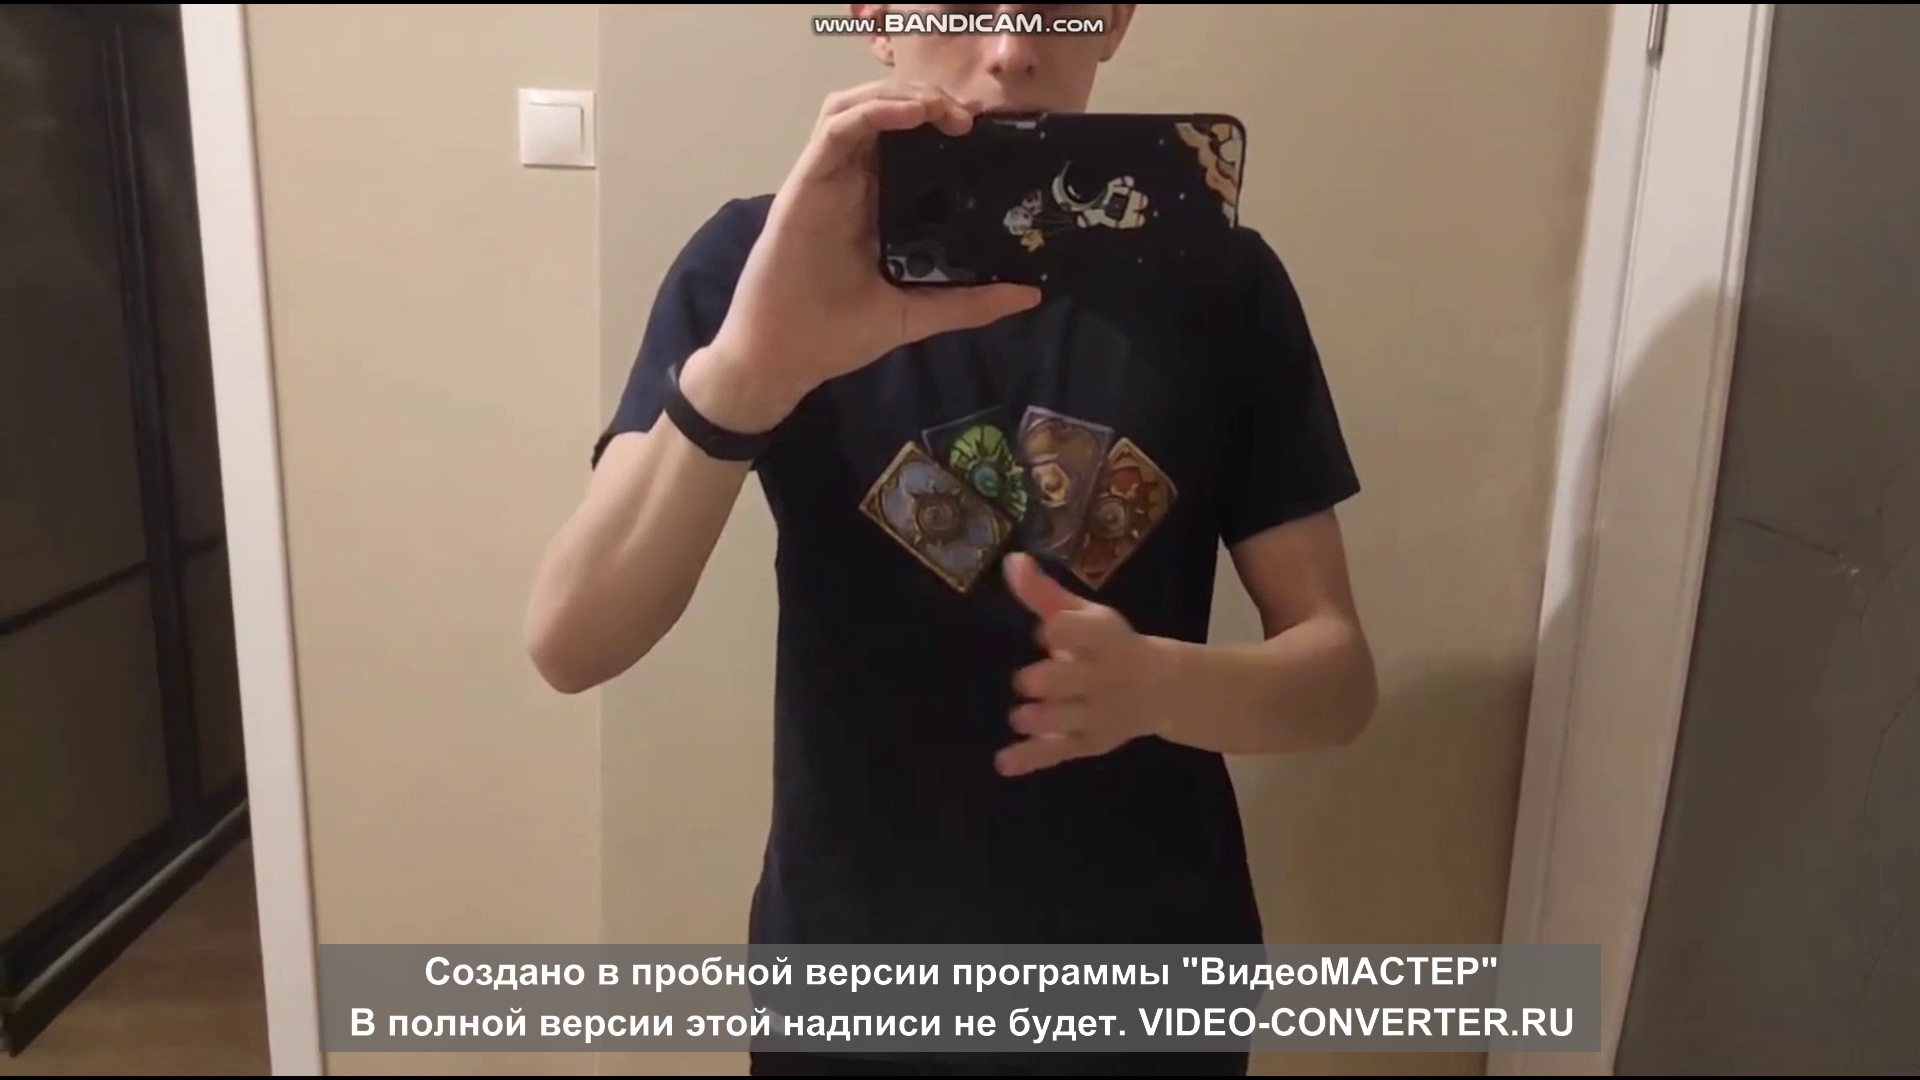 www.BANDICAM.com
Создано в пробной версии программы "ВидеоМАСТЕР"
В полной версии этой надписи не будет. VIDEO-CONVERTER.RU